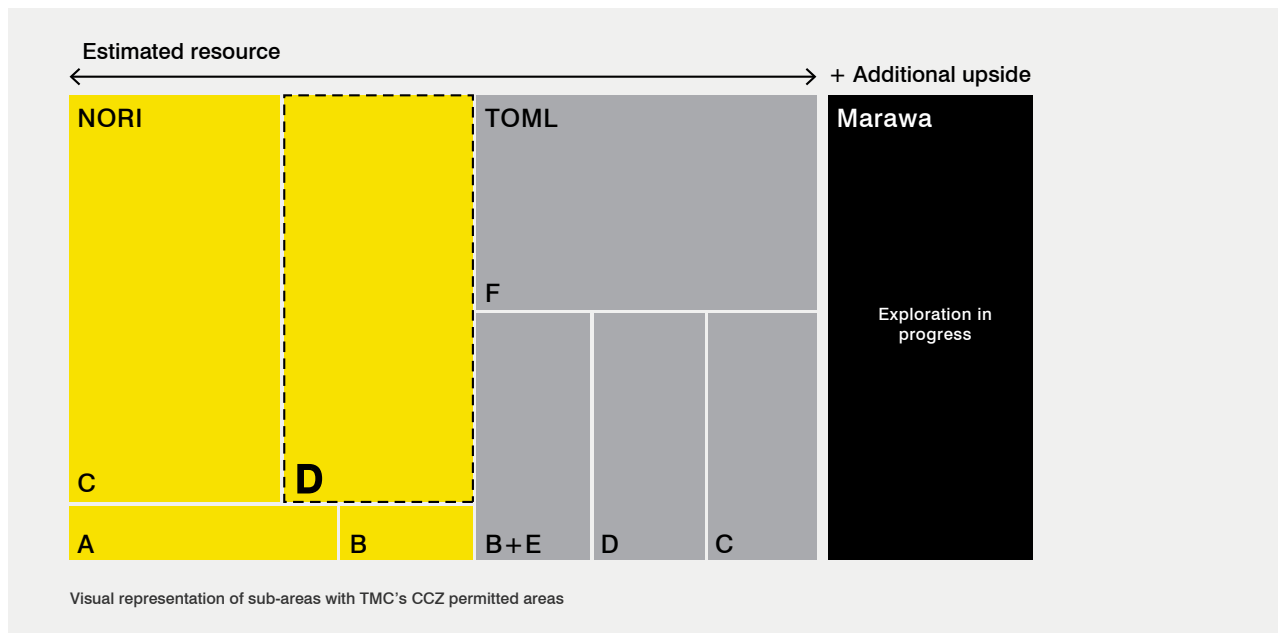 Estimated resource
+ Additional upside
NORI
TOML
Marawa
F
Exploration in
progress
C
D
A
B
B+E
D
C
Visual representation of sub-areas with TMC's CCZ permitted areas